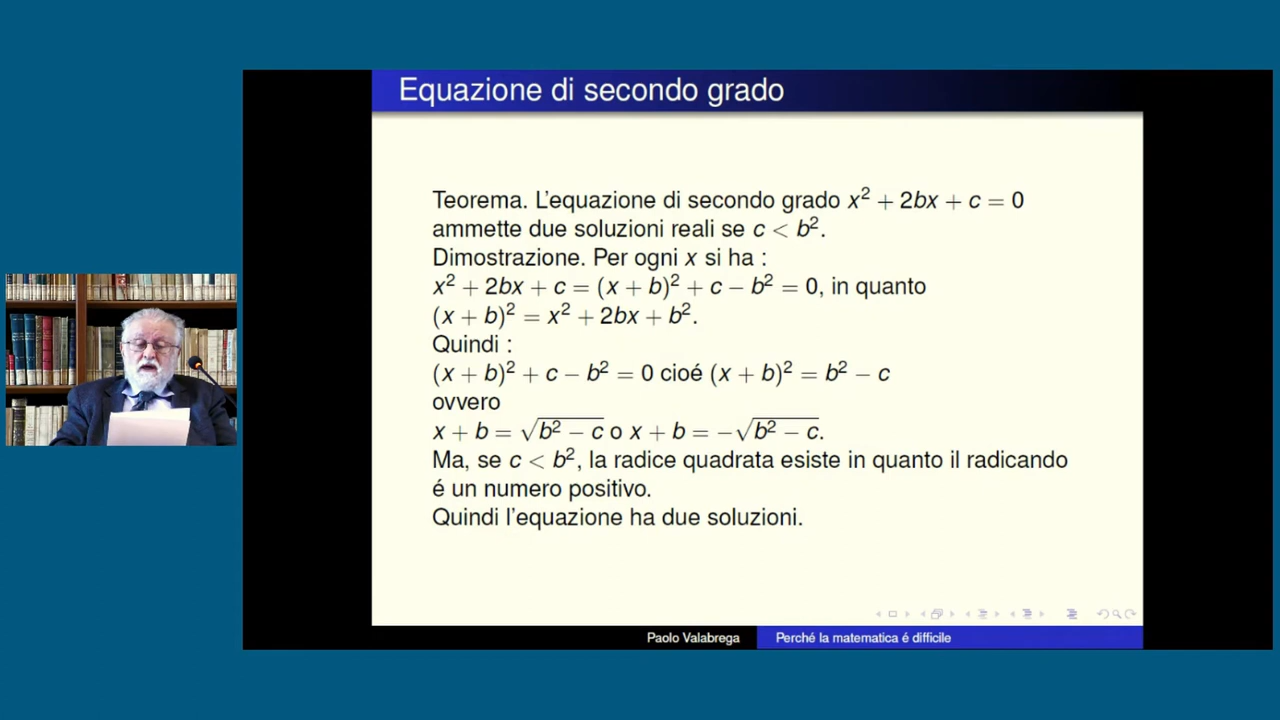 Equazione di secondo grado
Teorema. L'equazione di secondo grado x² + 2bx + c = 0
ammette due soluzioni reali se c < b².
Dimostrazione. Per ogni x si ha :
x² + 2bx + c = (x + b)² + c − b² = 0, in quanto
(x + b)² = x² + 2bx + b².
Quindi :
(x + b)² + c − b² = 0 cioé (x + b)² = b² − c
ovvero
x + b = √(b² − c) o x + b = −√(b² − c).
Ma, se c < b², la radice quadrata esiste in quanto il radicando
é un numero positivo.
Quindi l'equazione ha due soluzioni.
Paolo Valabrega
Perché la matematica é difficile